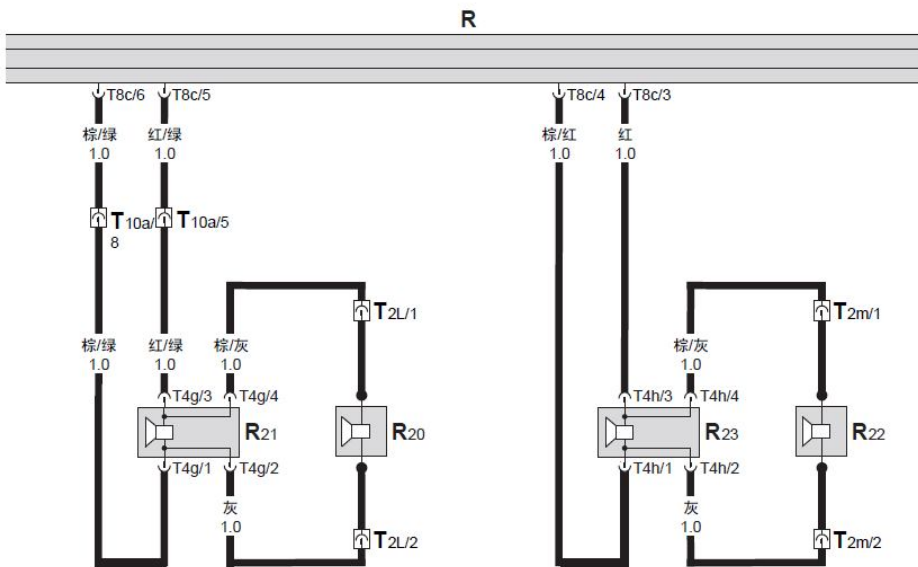 R
T8c/6 T8c/5 T8c/4 T8c/3
棕/绿 红/绿 棕/红 红
1.0 1.0 1.0 1.0
T10a/8 T10a/5
T2L/1 T2m/1
棕/绿 红/绿 棕/灰 棕/灰
1.0 1.0 1.0 1.0
T4g/3 T4g/4 T4h/3 T4h/4
R21 R20 R23 R22
T4g/1 T4g/2 T4h/1 T4h/2
灰 灰
1.0 1.0
T2L/2 T2m/2